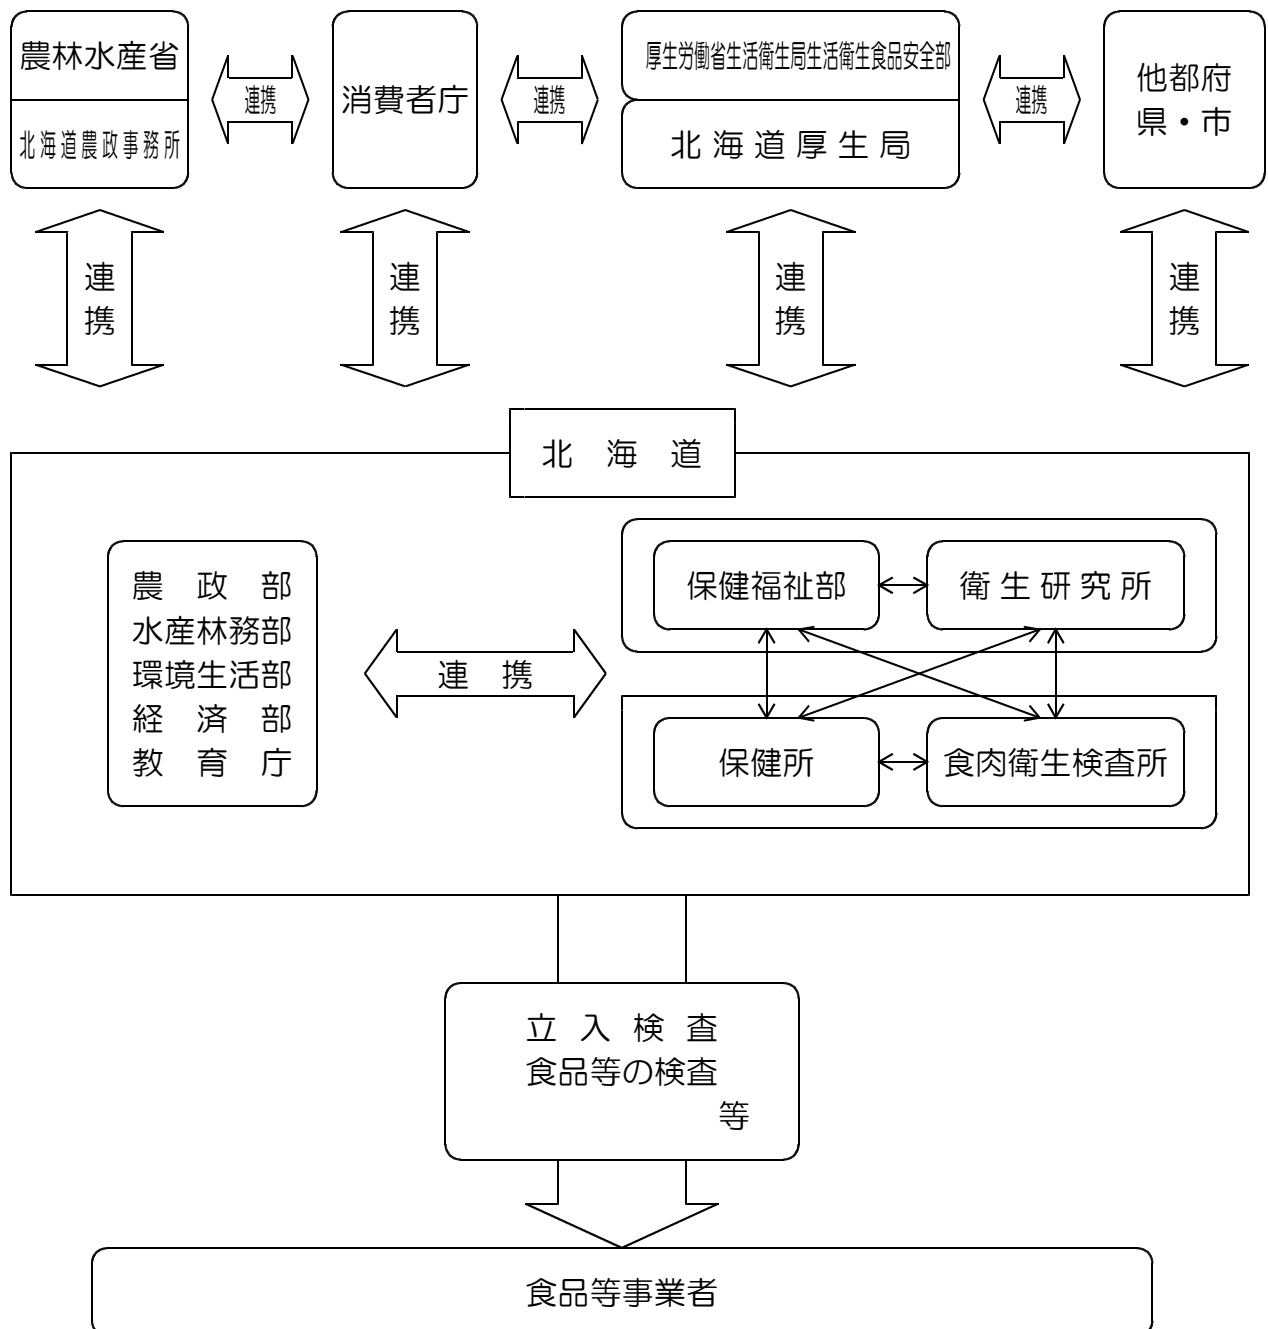 農林水産省
北海道農政事務所
連携
消費者庁
連携
厚生労働省生活衛生局生活衛生食品安全部
北海道厚生局
連携
他都府
県・市
連
携
連
携
連
携
連
携
北　海　道
農　政　部
水産林務部
環境生活部
経　済　部
教　育　庁
連　携
保健福祉部
衛生研究所
保健所
食肉衛生検査所
立入検査
食品等の検査
等
食品等事業者